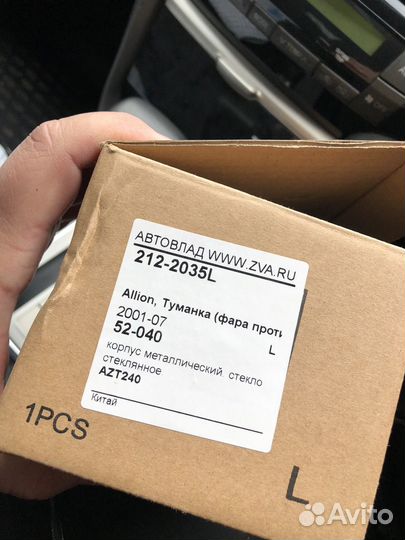 АВТОВЛАД WWW.ZVA.RU
212-2035L
Allion, Туманка (фара проти
2001-07 L
52-040
корпус металлический стекло
стеклянное
AZT240
Китай
1PCS
L
Avito